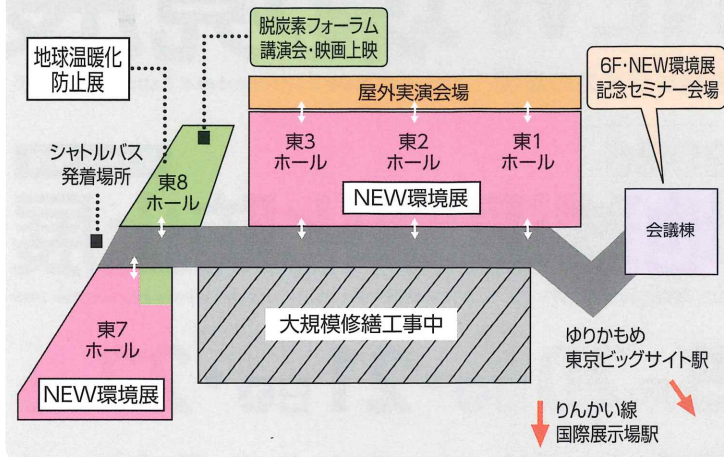 脱炭素フォーラム
講演会・映画上映
地球温暖化
防止展
6F・NEW環境展
記念セミナー会場
屋外実演会場
シャトルバス
発着場所
東8
ホール
東3
ホール
東2
ホール
東1
ホール
NEW環境展
会議棟
東7
ホール
NEW環境展
大規模修繕工事中
ゆりかもめ
東京ビッグサイト駅
りんかい線
国際展示場駅